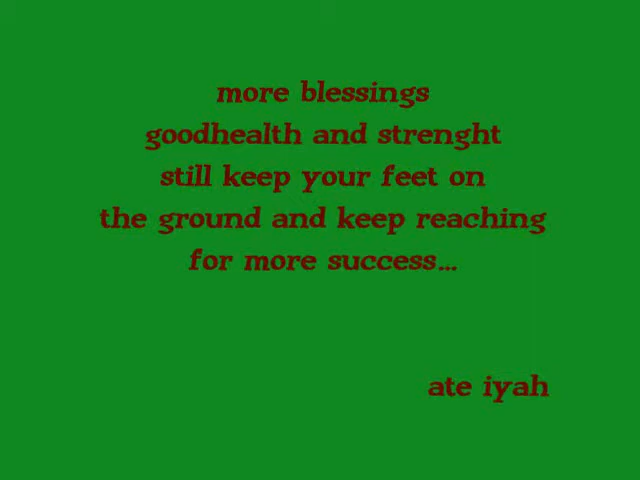 more blessings
goodhealth and strenght
still keep your feet on
the ground and keep reaching
for more success...
ate iyah